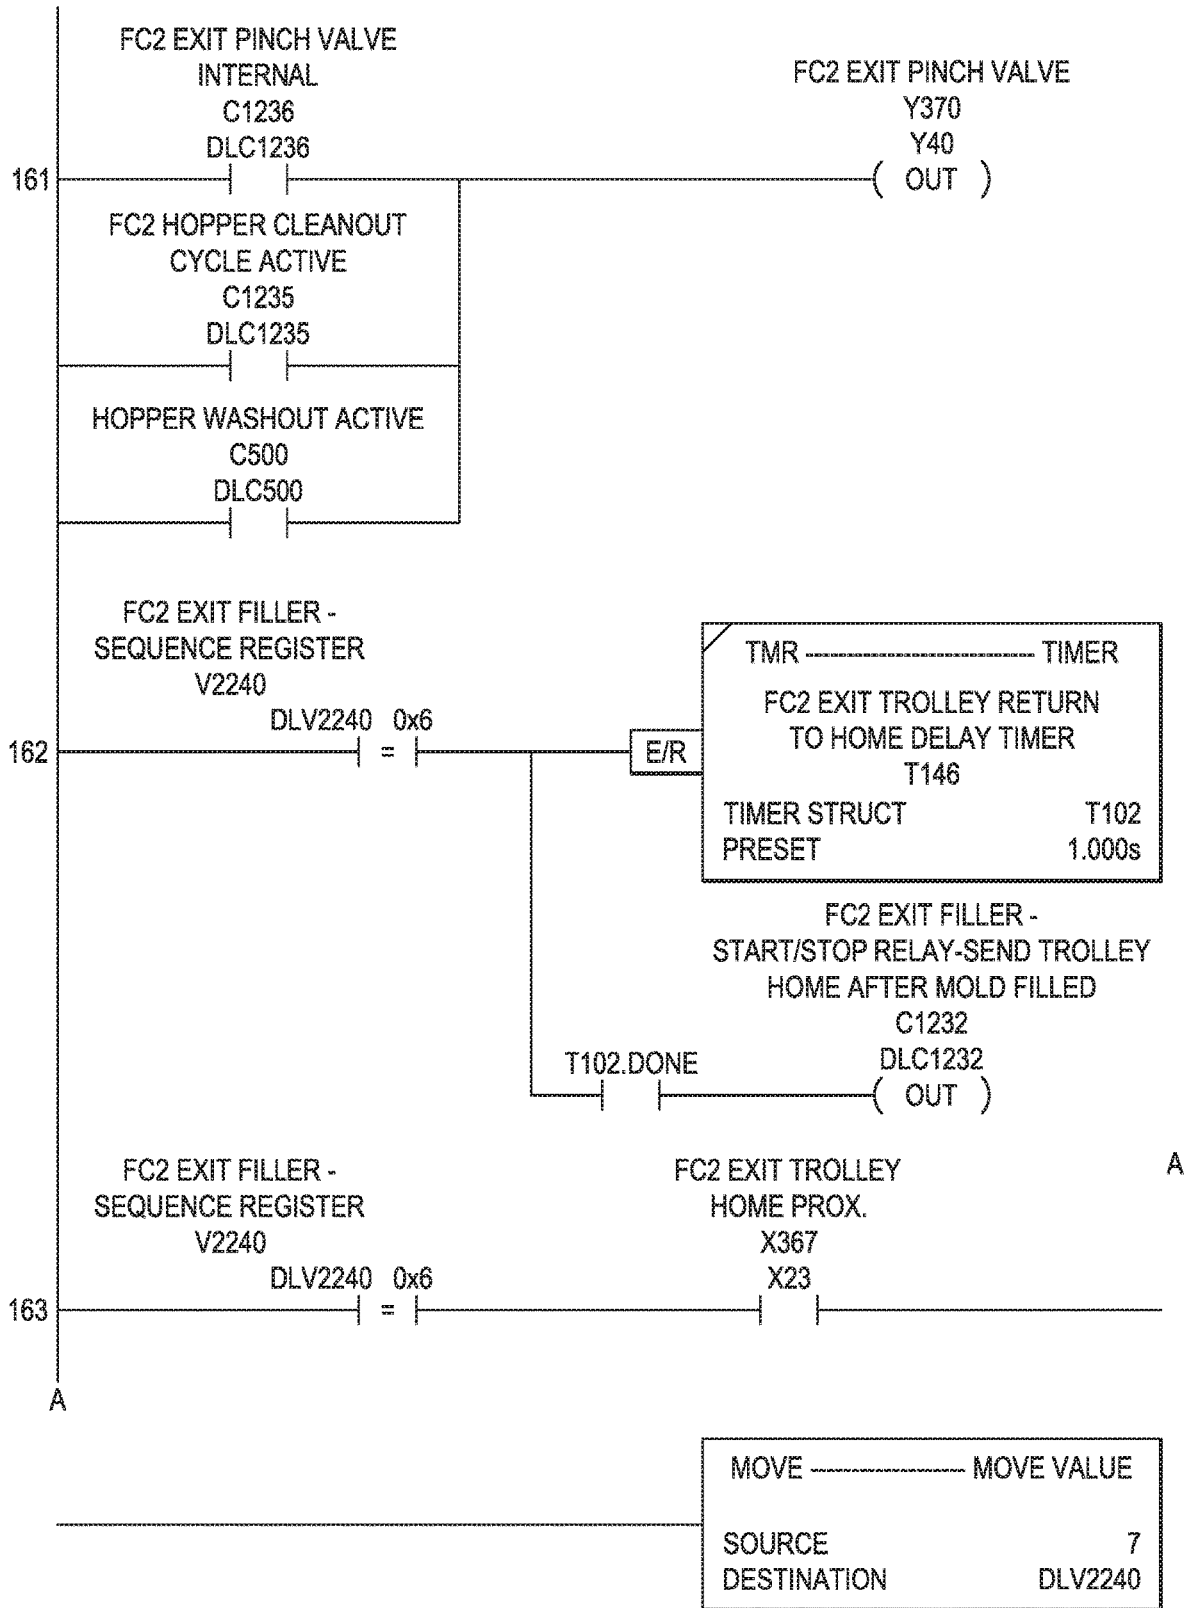 FC2 EXIT PINCH VALVE
INTERNAL
C1236
DLC1236
FC2 EXIT PINCH VALVE
Y370
Y40
161
( OUT )
FC2 HOPPER CLEANOUT
CYCLE ACTIVE
C1235
DLC1235
HOPPER WASHOUT ACTIVE
C500
DLC500
FC2 EXIT FILLER -
SEQUENCE REGISTER
V2240
DLV2240 0x6
162
=
E/R
TMR ---------- TIMER
FC2 EXIT TROLLEY RETURN
TO HOME DELAY TIMER
T146
TIMER STRUCT T102
PRESET 1.000s
FC2 EXIT FILLER -
START/STOP RELAY-SEND TROLLEY
HOME AFTER MOLD FILLED
C1232
DLC1232
T102.DONE
( OUT )
A
FC2 EXIT FILLER -
SEQUENCE REGISTER
V2240
DLV2240 0x6
FC2 EXIT TROLLEY
HOME PROX.
X367
X23
163
=
A
MOVE ---------- MOVE VALUE
SOURCE 7
DESTINATION DLV2240